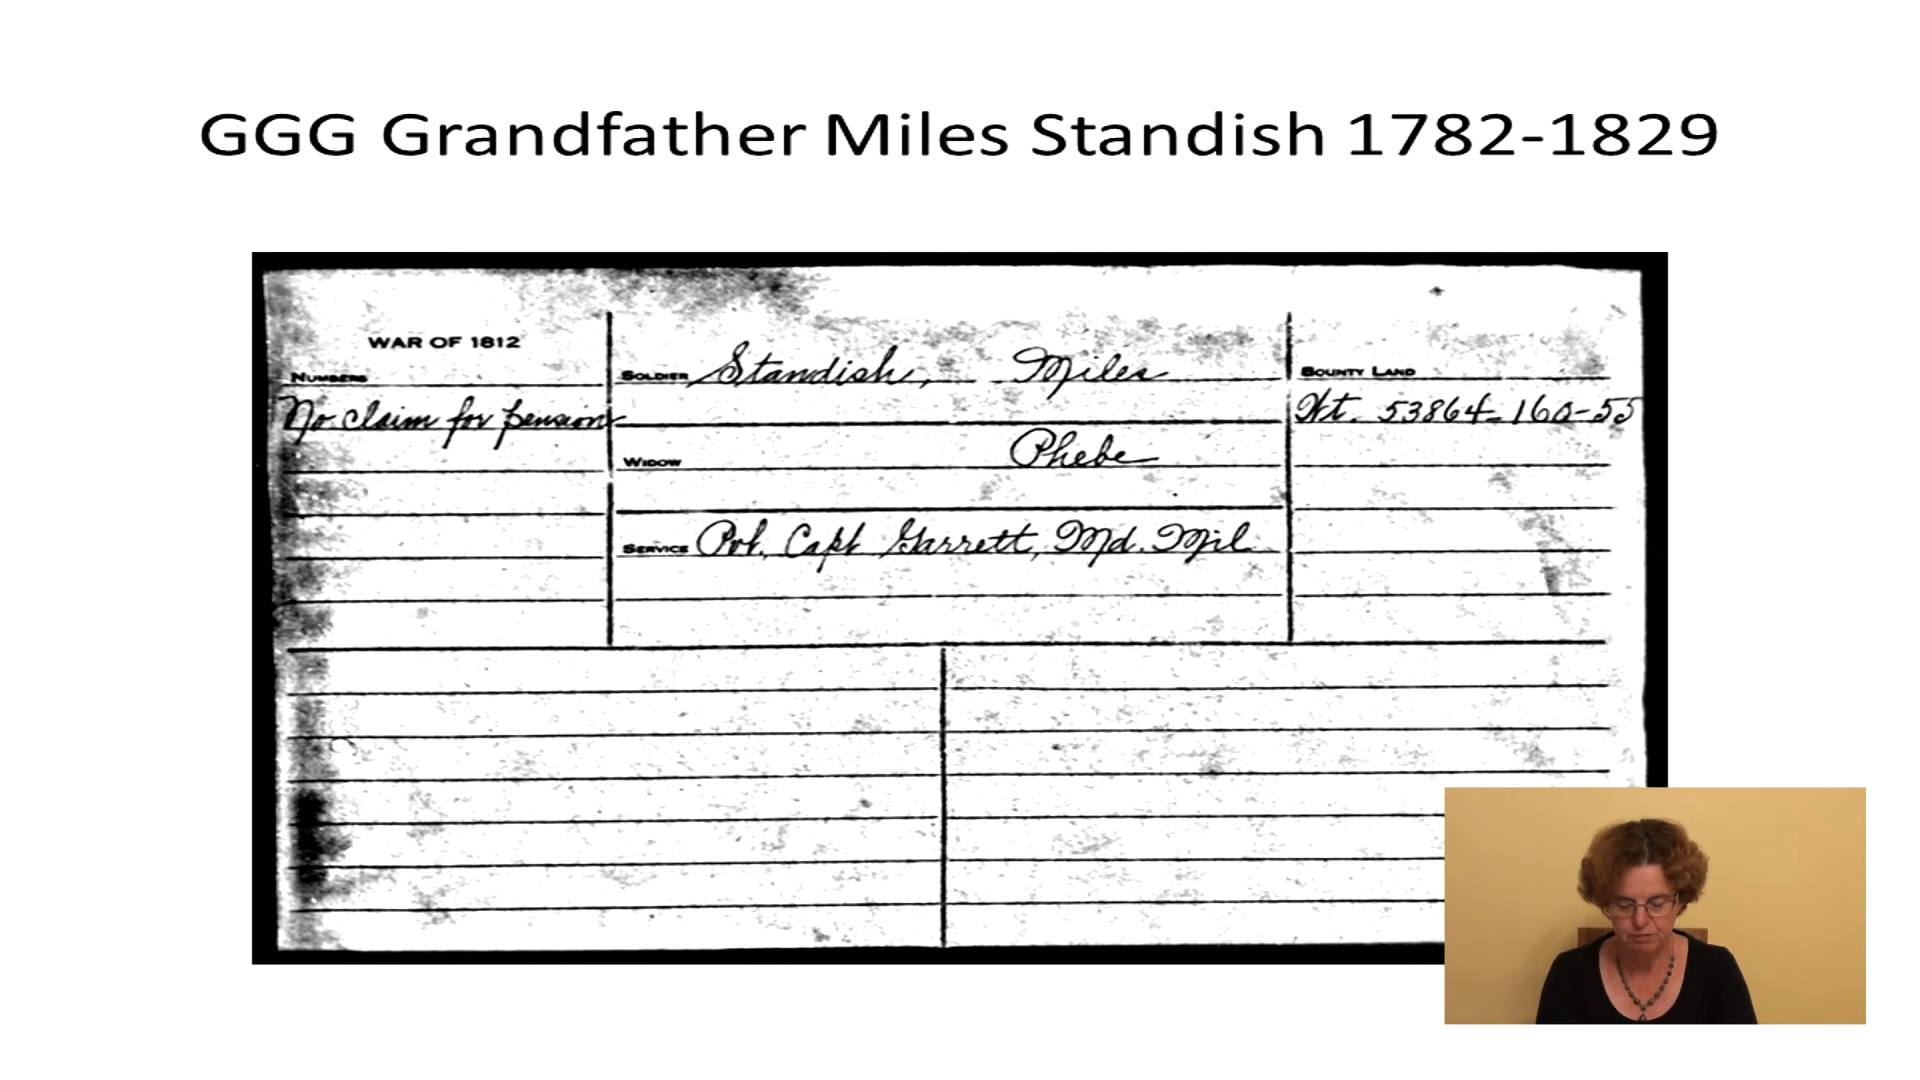 GGG Grandfather Miles Standish 1782-1829
WAR OF 1812
NUMBERS
No claim for pension
SOLDIER Standish, Miles
WIDOW Phebe
SERVICE Pvt. Capt Garrett, Md. Mil
BOUNTY LAND
Wt. 53864-160-55